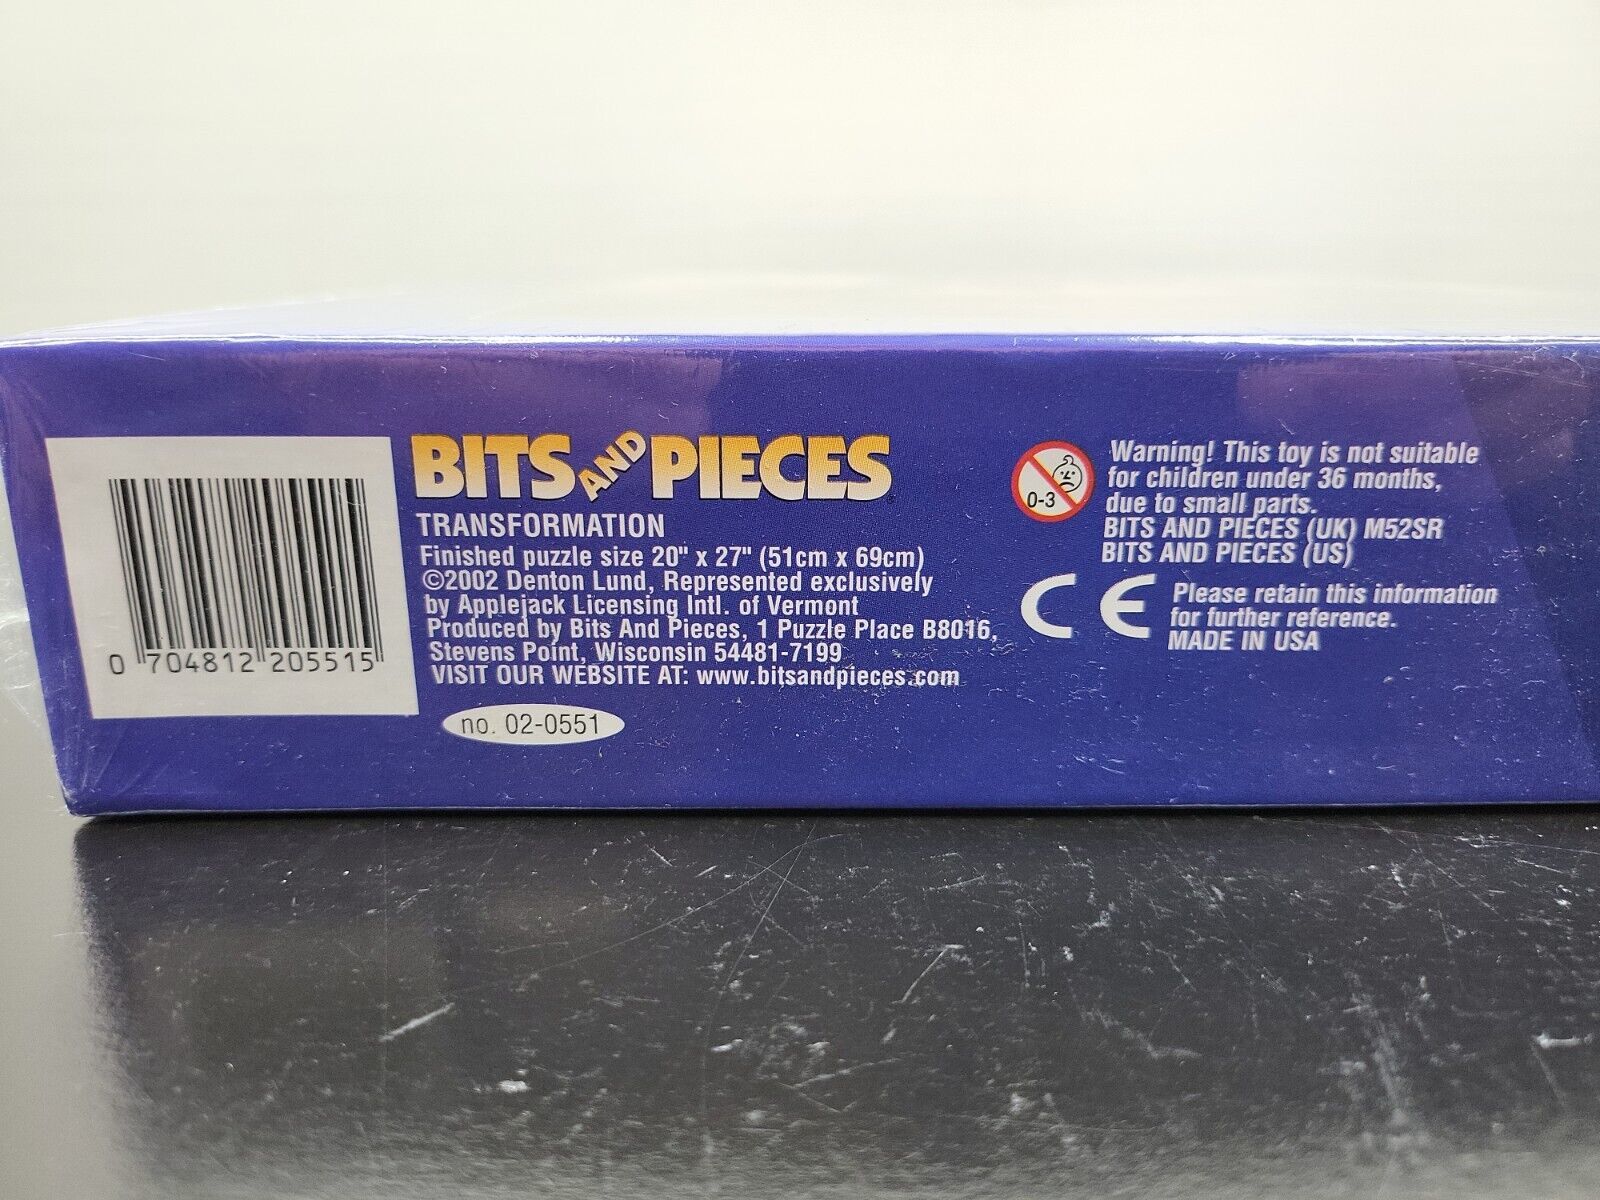 0 704812 205515
BITS AND PIECES
TRANSFORMATION
Finished puzzle size 20" x 27" (51cm x 69cm)
©2002 Denton Lund, Represented exclusively
by Applejack Licensing Intl. of Vermont
Produced by Bits And Pieces, 1 Puzzle Place B8016,
Stevens Point, Wisconsin 54481-7199
VISIT OUR WEBSITE AT: www.bitsandpieces.com
no. 02-0551
0-3
Warning! This toy is not suitable
for children under 36 months,
due to small parts.
BITS AND PIECES (UK) M52SR
BITS AND PIECES (US)
CE
Please retain this information
for further reference.
MADE IN USA